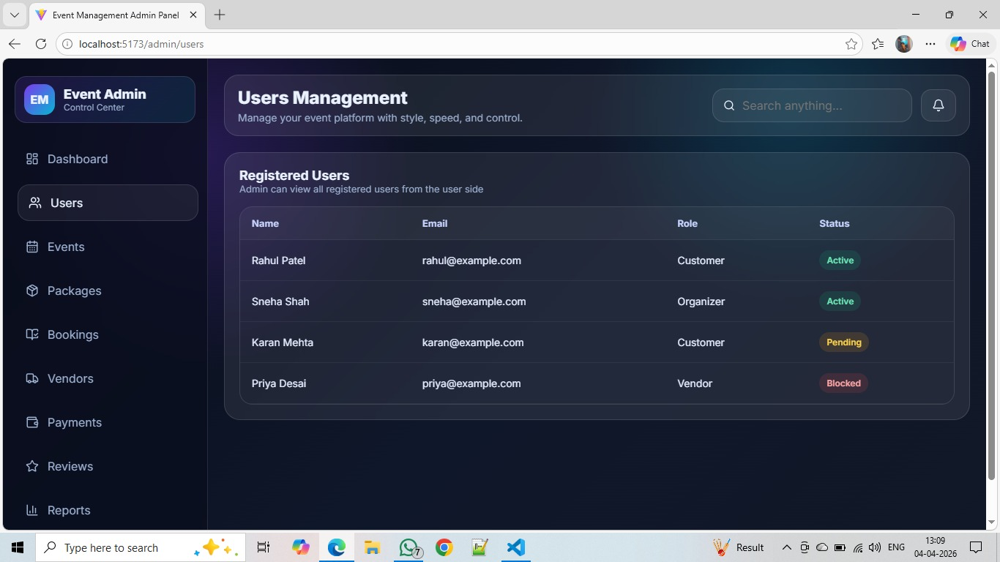 Event Management Admin Panel
localhost:5173/admin/users
Chat
EM
Event Admin
Control Center
Dashboard
Users
Events
Packages
Bookings
Vendors
Payments
Reviews
Reports
Users Management
Manage your event platform with style, speed, and control.
Search anything...
Registered Users
Admin can view all registered users from the user side
Name Email Role Status
Rahul Patel rahul@example.com Customer Active
Sneha Shah sneha@example.com Organizer Active
Karan Mehta karan@example.com Customer Pending
Priya Desai priya@example.com Vendor Blocked
Type here to search
7
Result
ENG
13:09
04-04-2026